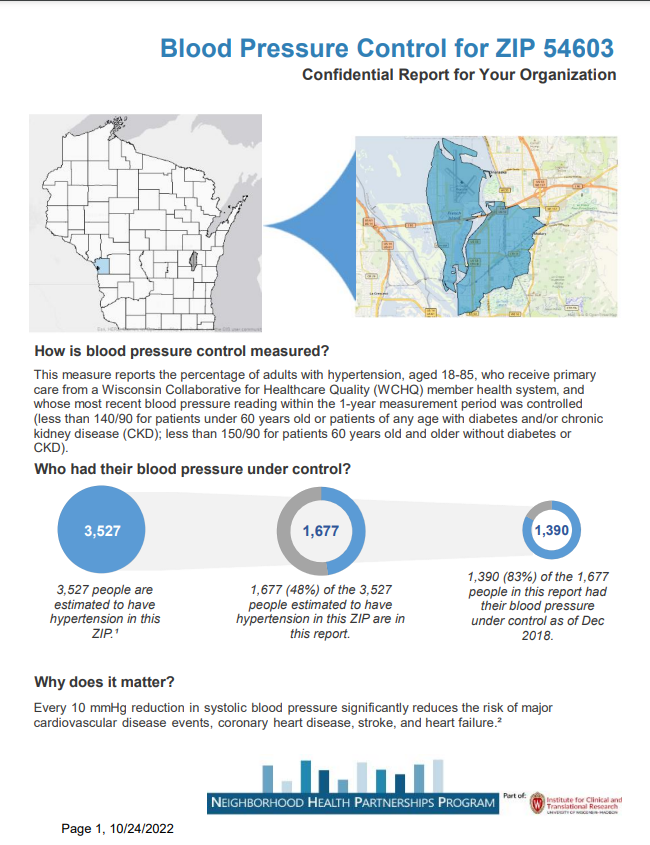 Blood Pressure Control for ZIP 54603
Confidential Report for Your Organization
How is blood pressure control measured?
This measure reports the percentage of adults with hypertension, aged 18-85, who receive primary
care from a Wisconsin Collaborative for Healthcare Quality (WCHQ) member health system, and
whose most recent blood pressure reading within the 1-year measurement period was controlled
(less than 140/90 for patients under 60 years old or patients of any age with diabetes and/or chronic
kidney disease (CKD); less than 150/90 for patients 60 years old and older without diabetes or
CKD).
Who had their blood pressure under control?
3,527
1,677
1,390
3,527 people are
estimated to have
hypertension in this
ZIP.¹
1,677 (48%) of the 3,527
people estimated to have
hypertension in this ZIP are in
this report.
1,390 (83%) of the 1,677
people in this report had
their blood pressure
under control as of Dec
2018.
Why does it matter?
Every 10 mmHg reduction in systolic blood pressure significantly reduces the risk of major
cardiovascular disease events, coronary heart disease, stroke, and heart failure.²
NEIGHBORHOOD HEALTH PARTNERSHIPS PROGRAM
Part of:
Institute for Clinical and
Translational Research
UNIVERSITY OF WISCONSIN-MADISON
Page 1, 10/24/2022